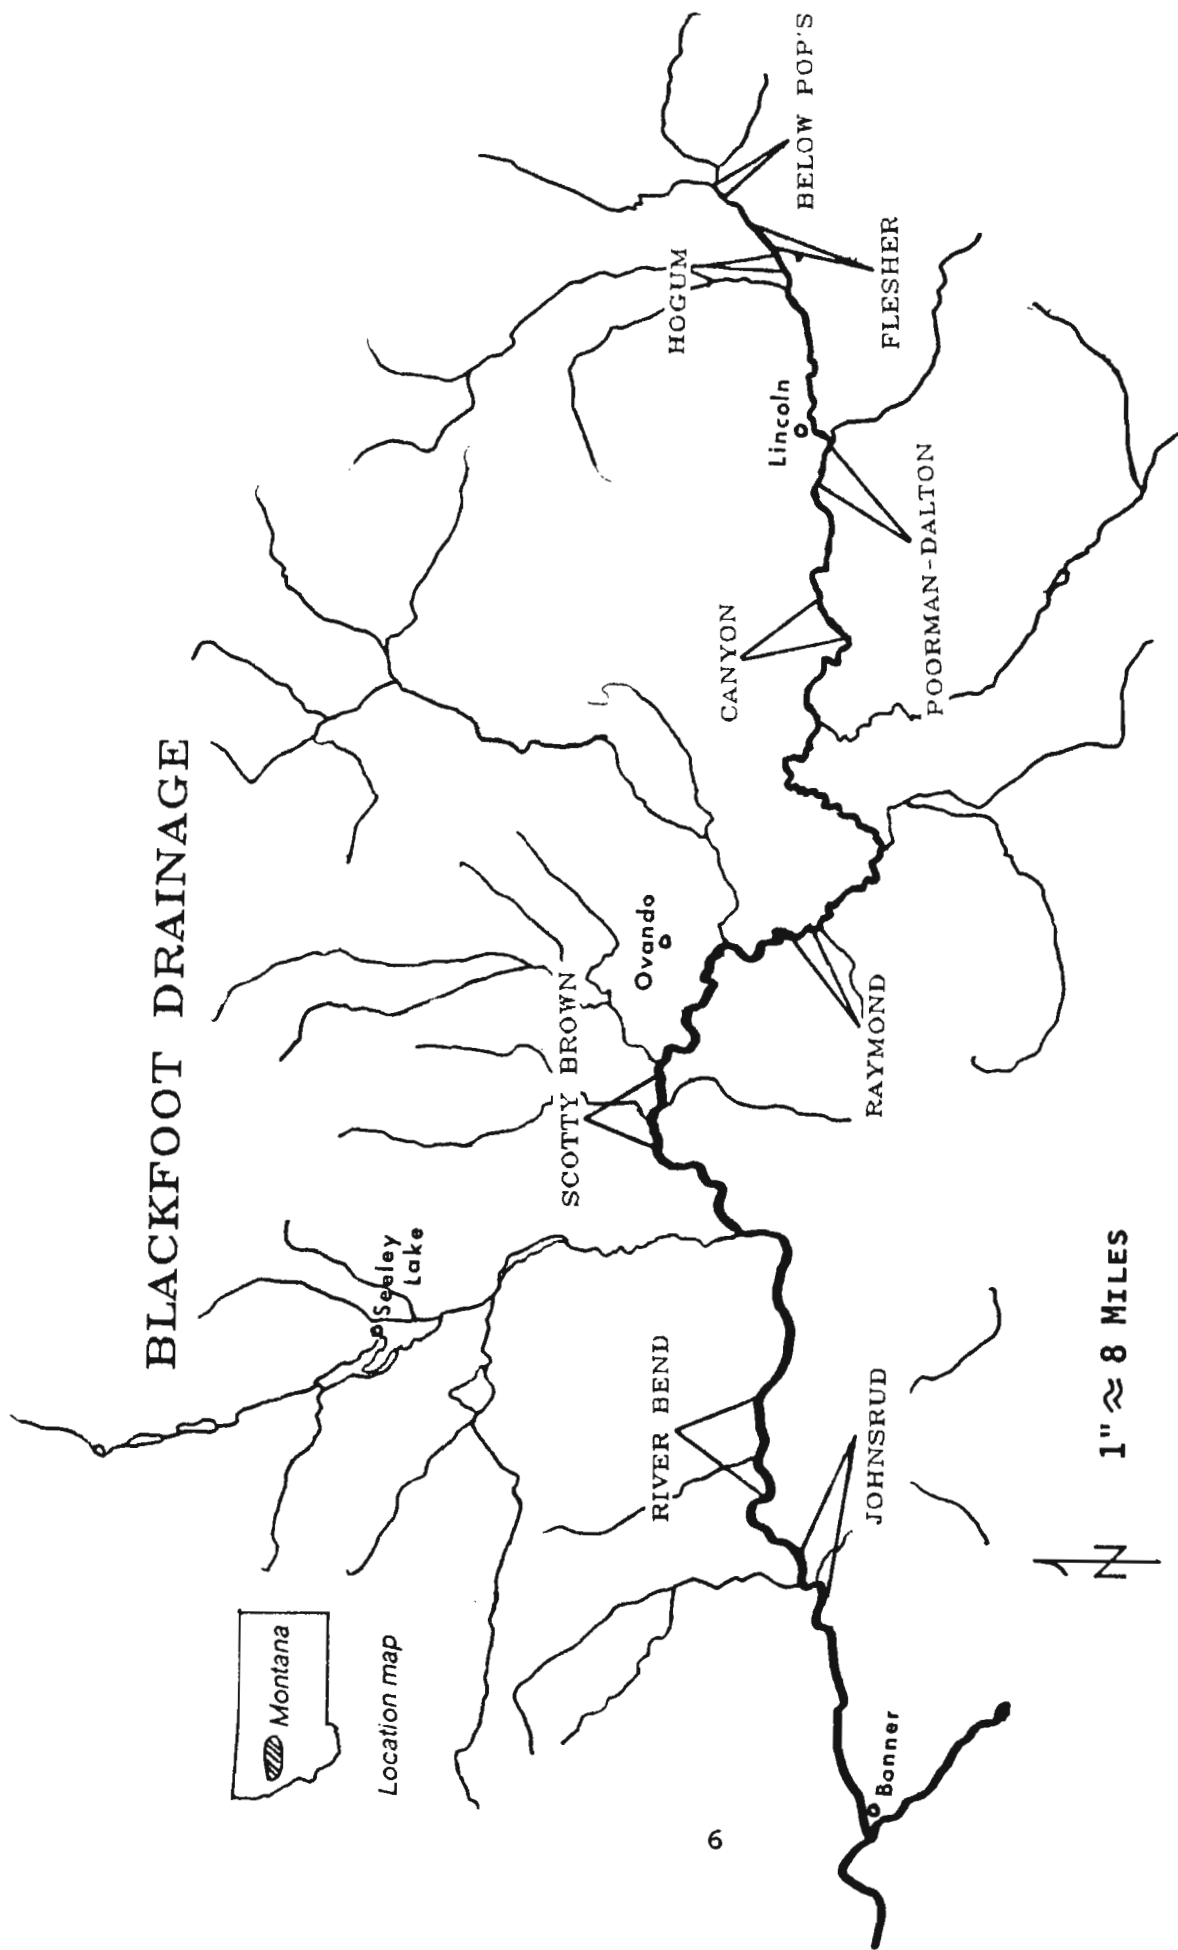 BLACKFOOT DRAINAGE
Montana
Location map
Seeley
Lake
SCOTTY BROWN
Ovando
HOGUM
CANYON
Lincoln
BELOW POP'S
FLESHER
POORMAN-DALTON
RAYMOND
RIVER BEND
JOHNSRUD
Bonner
N
1" ≈ 8 MILES
6